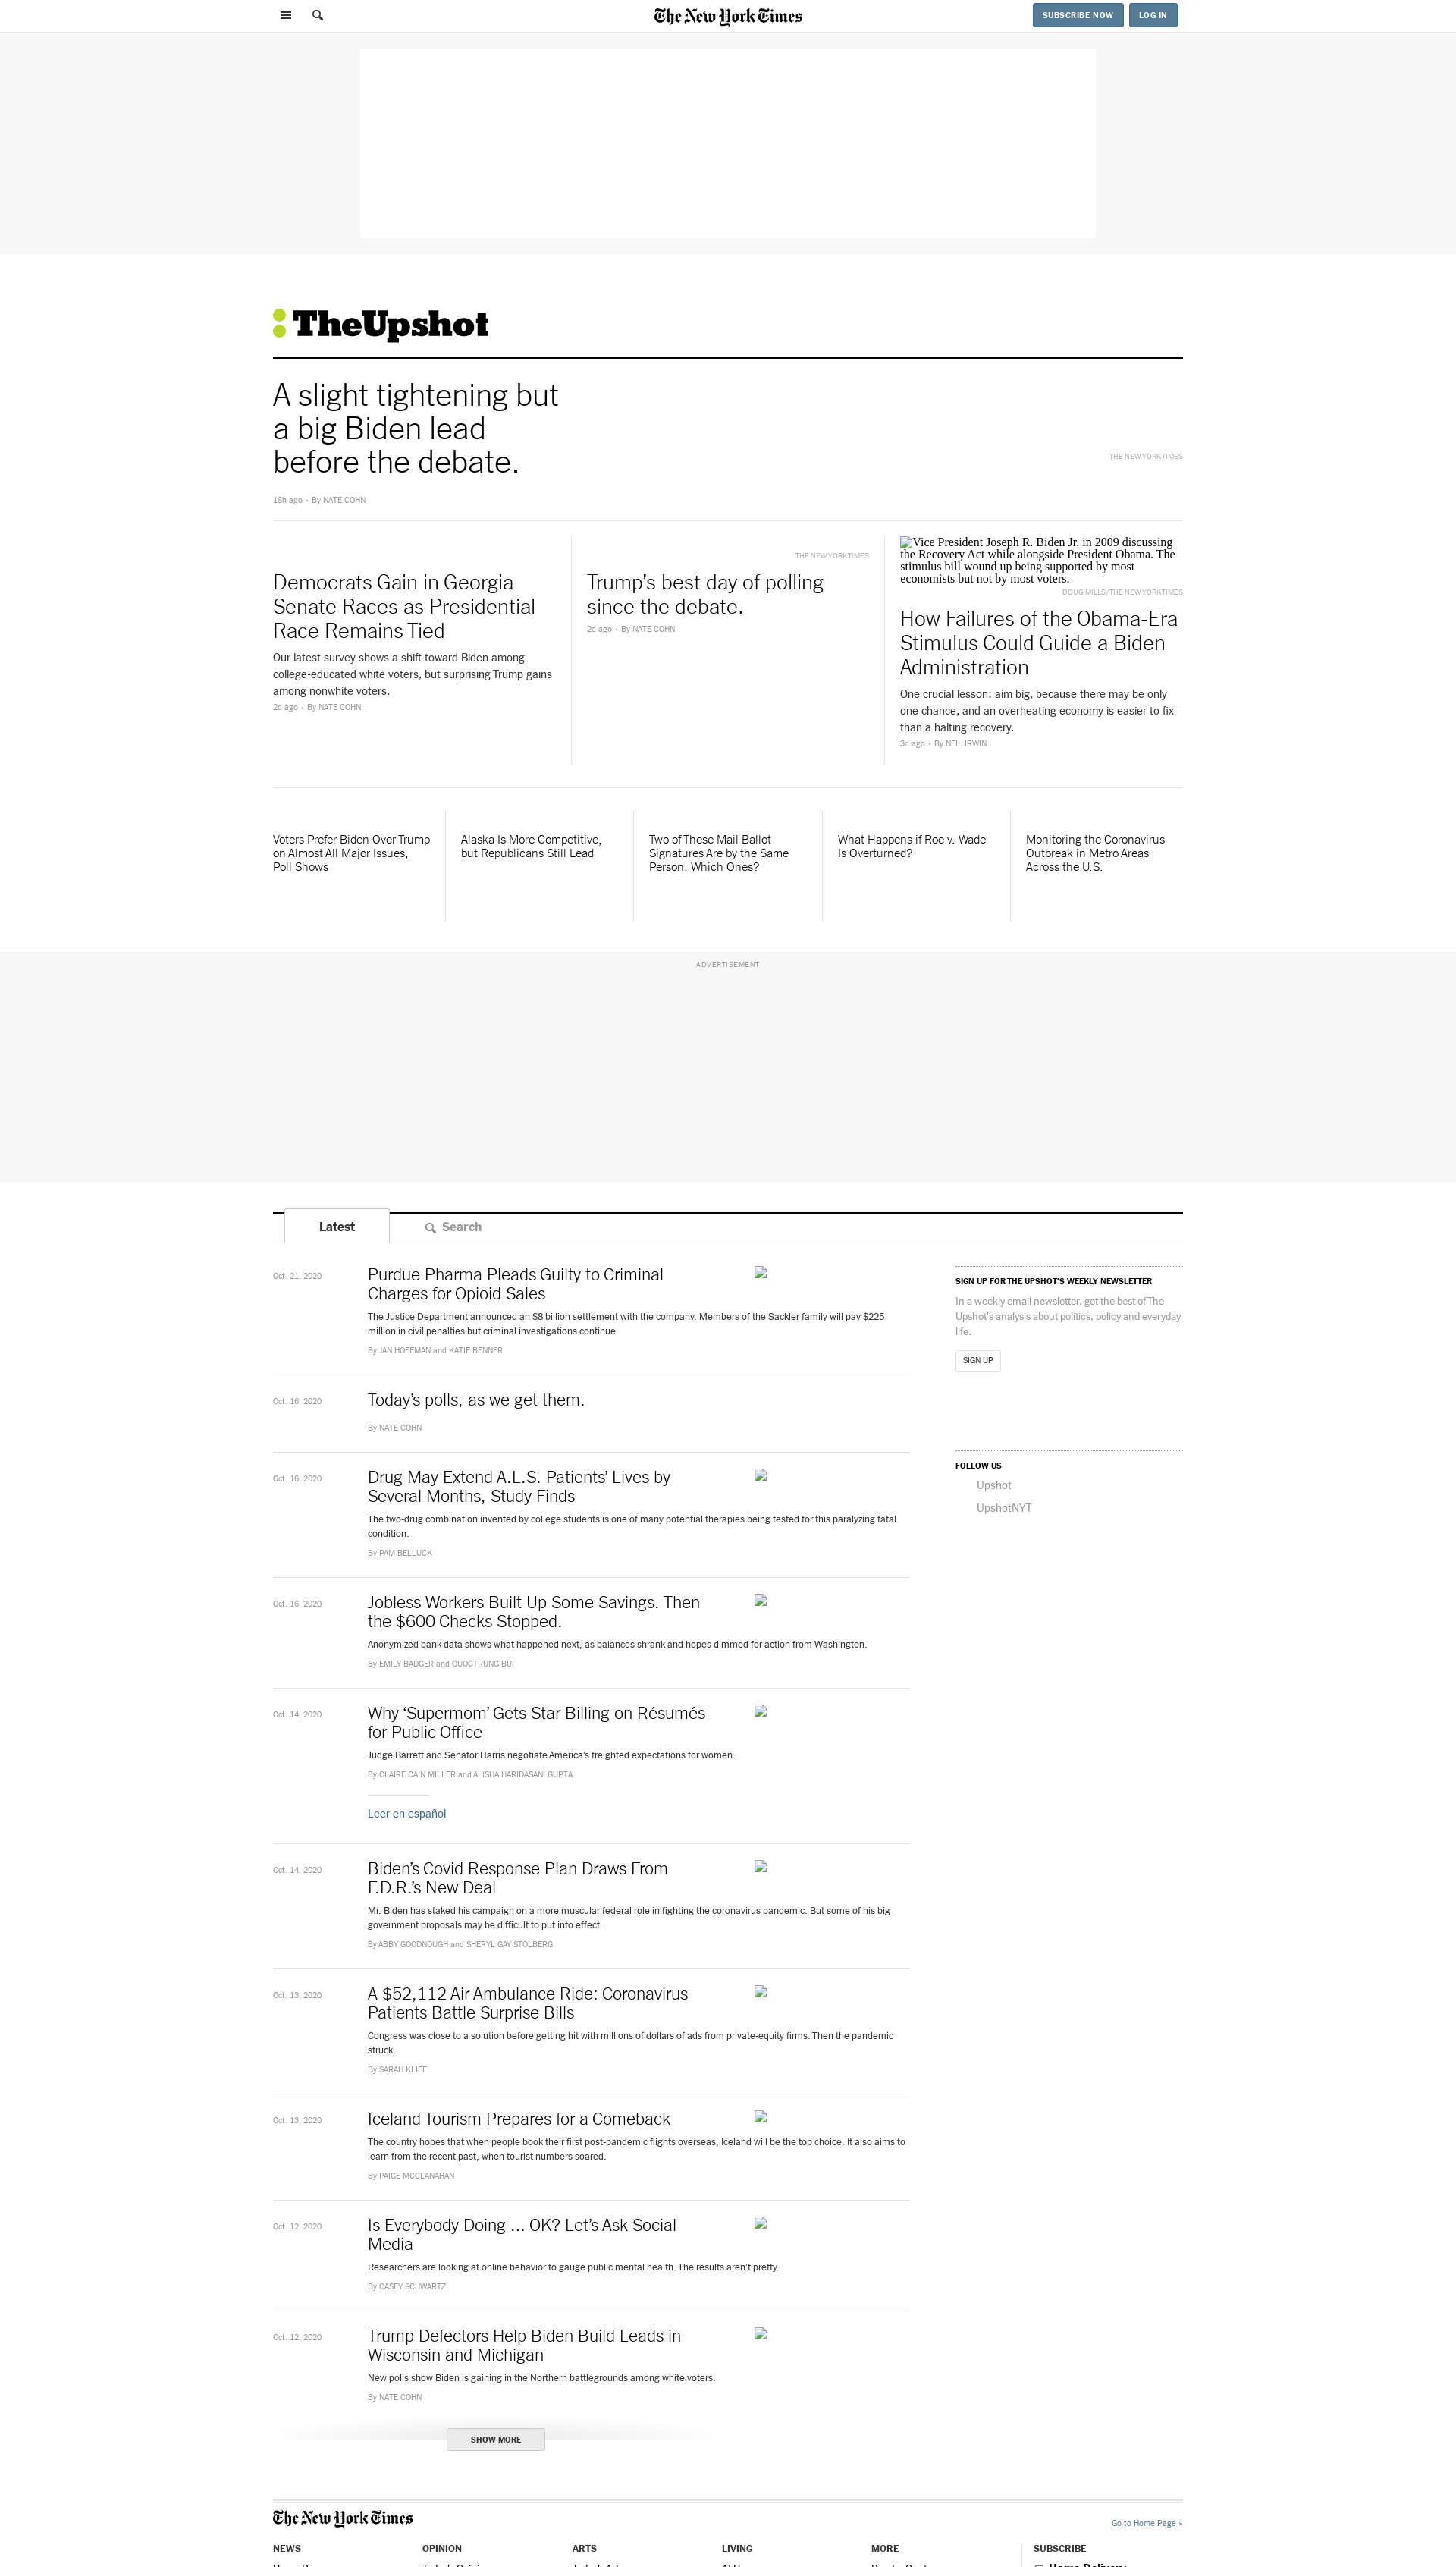 The New York Times
SUBSCRIBE NOW
LOG IN
TheUpshot
A slight tightening but
a big Biden lead
before the debate.
THE NEW YORK TIMES
18h ago • By NATE COHN
Democrats Gain in Georgia
Senate Races as Presidential
Race Remains Tied
Our latest survey shows a shift toward Biden among
college-educated white voters, but surprising Trump gains
among nonwhite voters.
2d ago • By NATE COHN
THE NEW YORK TIMES
Trump’s best day of polling
since the debate.
2d ago • By NATE COHN
Vice President Joseph R. Biden Jr. in 2009 discussing
the Recovery Act while alongside President Obama. The
stimulus bill wound up being supported by most
economists but not by most voters.
DOUG MILLS/THE NEW YORK TIMES
How Failures of the Obama-Era
Stimulus Could Guide a Biden
Administration
One crucial lesson: aim big, because there may be only
one chance, and an overheating economy is easier to fix
than a halting recovery.
3d ago • By NEIL IRWIN
Voters Prefer Biden Over Trump
on Almost All Major Issues,
Poll Shows
Alaska Is More Competitive,
but Republicans Still Lead
Two of These Mail Ballot
Signatures Are by the Same
Person. Which Ones?
What Happens if Roe v. Wade
Is Overturned?
Monitoring the Coronavirus
Outbreak in Metro Areas
Across the U.S.
ADVERTISEMENT
Latest
Search
Oct. 21, 2020
Purdue Pharma Pleads Guilty to Criminal
Charges for Opioid Sales
The Justice Department announced an $8 billion settlement with the company. Members of the Sackler family will pay $225
million in civil penalties but criminal investigations continue.
By JAN HOFFMAN and KATIE BENNER
Oct. 16, 2020
Today’s polls, as we get them.
By NATE COHN
Oct. 16, 2020
Drug May Extend A.L.S. Patients’ Lives by
Several Months, Study Finds
The two-drug combination invented by college students is one of many potential therapies being tested for this paralyzing fatal
condition.
By PAM BELLUCK
Oct. 16, 2020
Jobless Workers Built Up Some Savings. Then
the $600 Checks Stopped.
Anonymized bank data shows what happened next, as balances shrank and hopes dimmed for action from Washington.
By EMILY BADGER and QUOCTRUNG BUI
Oct. 14, 2020
Why ‘Supermom’ Gets Star Billing on Résumés
for Public Office
Judge Barrett and Senator Harris negotiate America’s freighted expectations for women.
By CLAIRE CAIN MILLER and ALISHA HARIDASANI GUPTA
Leer en español
Oct. 14, 2020
Biden’s Covid Response Plan Draws From
F.D.R.’s New Deal
Mr. Biden has staked his campaign on a more muscular federal role in fighting the coronavirus pandemic. But some of his big
government proposals may be difficult to put into effect.
By ABBY GOODNOUGH and SHERYL GAY STOLBERG
Oct. 13, 2020
A $52,112 Air Ambulance Ride: Coronavirus
Patients Battle Surprise Bills
Congress was close to a solution before getting hit with millions of dollars of ads from private-equity firms. Then the pandemic
struck.
By SARAH KLIFF
Oct. 13, 2020
Iceland Tourism Prepares for a Comeback
The country hopes that when people book their first post-pandemic flights overseas, Iceland will be the top choice. It also aims to
learn from the recent past, when tourist numbers soared.
By PAIGE MCCLANAHAN
Oct. 12, 2020
Is Everybody Doing ... OK? Let’s Ask Social
Media
Researchers are looking at online behavior to gauge public mental health. The results aren’t pretty.
By CASEY SCHWARTZ
Oct. 12, 2020
Trump Defectors Help Biden Build Leads in
Wisconsin and Michigan
New polls show Biden is gaining in the Northern battlegrounds among white voters.
By NATE COHN
SHOW MORE
SIGN UP FOR THE UPSHOT’S WEEKLY NEWSLETTER
In a weekly email newsletter, get the best of The
Upshot’s analysis about politics, policy and everyday
life.
SIGN UP
FOLLOW US
Upshot
UpshotNYT
The New York Times
Go to Home Page »
NEWS
OPINION
ARTS
LIVING
MORE
SUBSCRIBE
Home Delivery